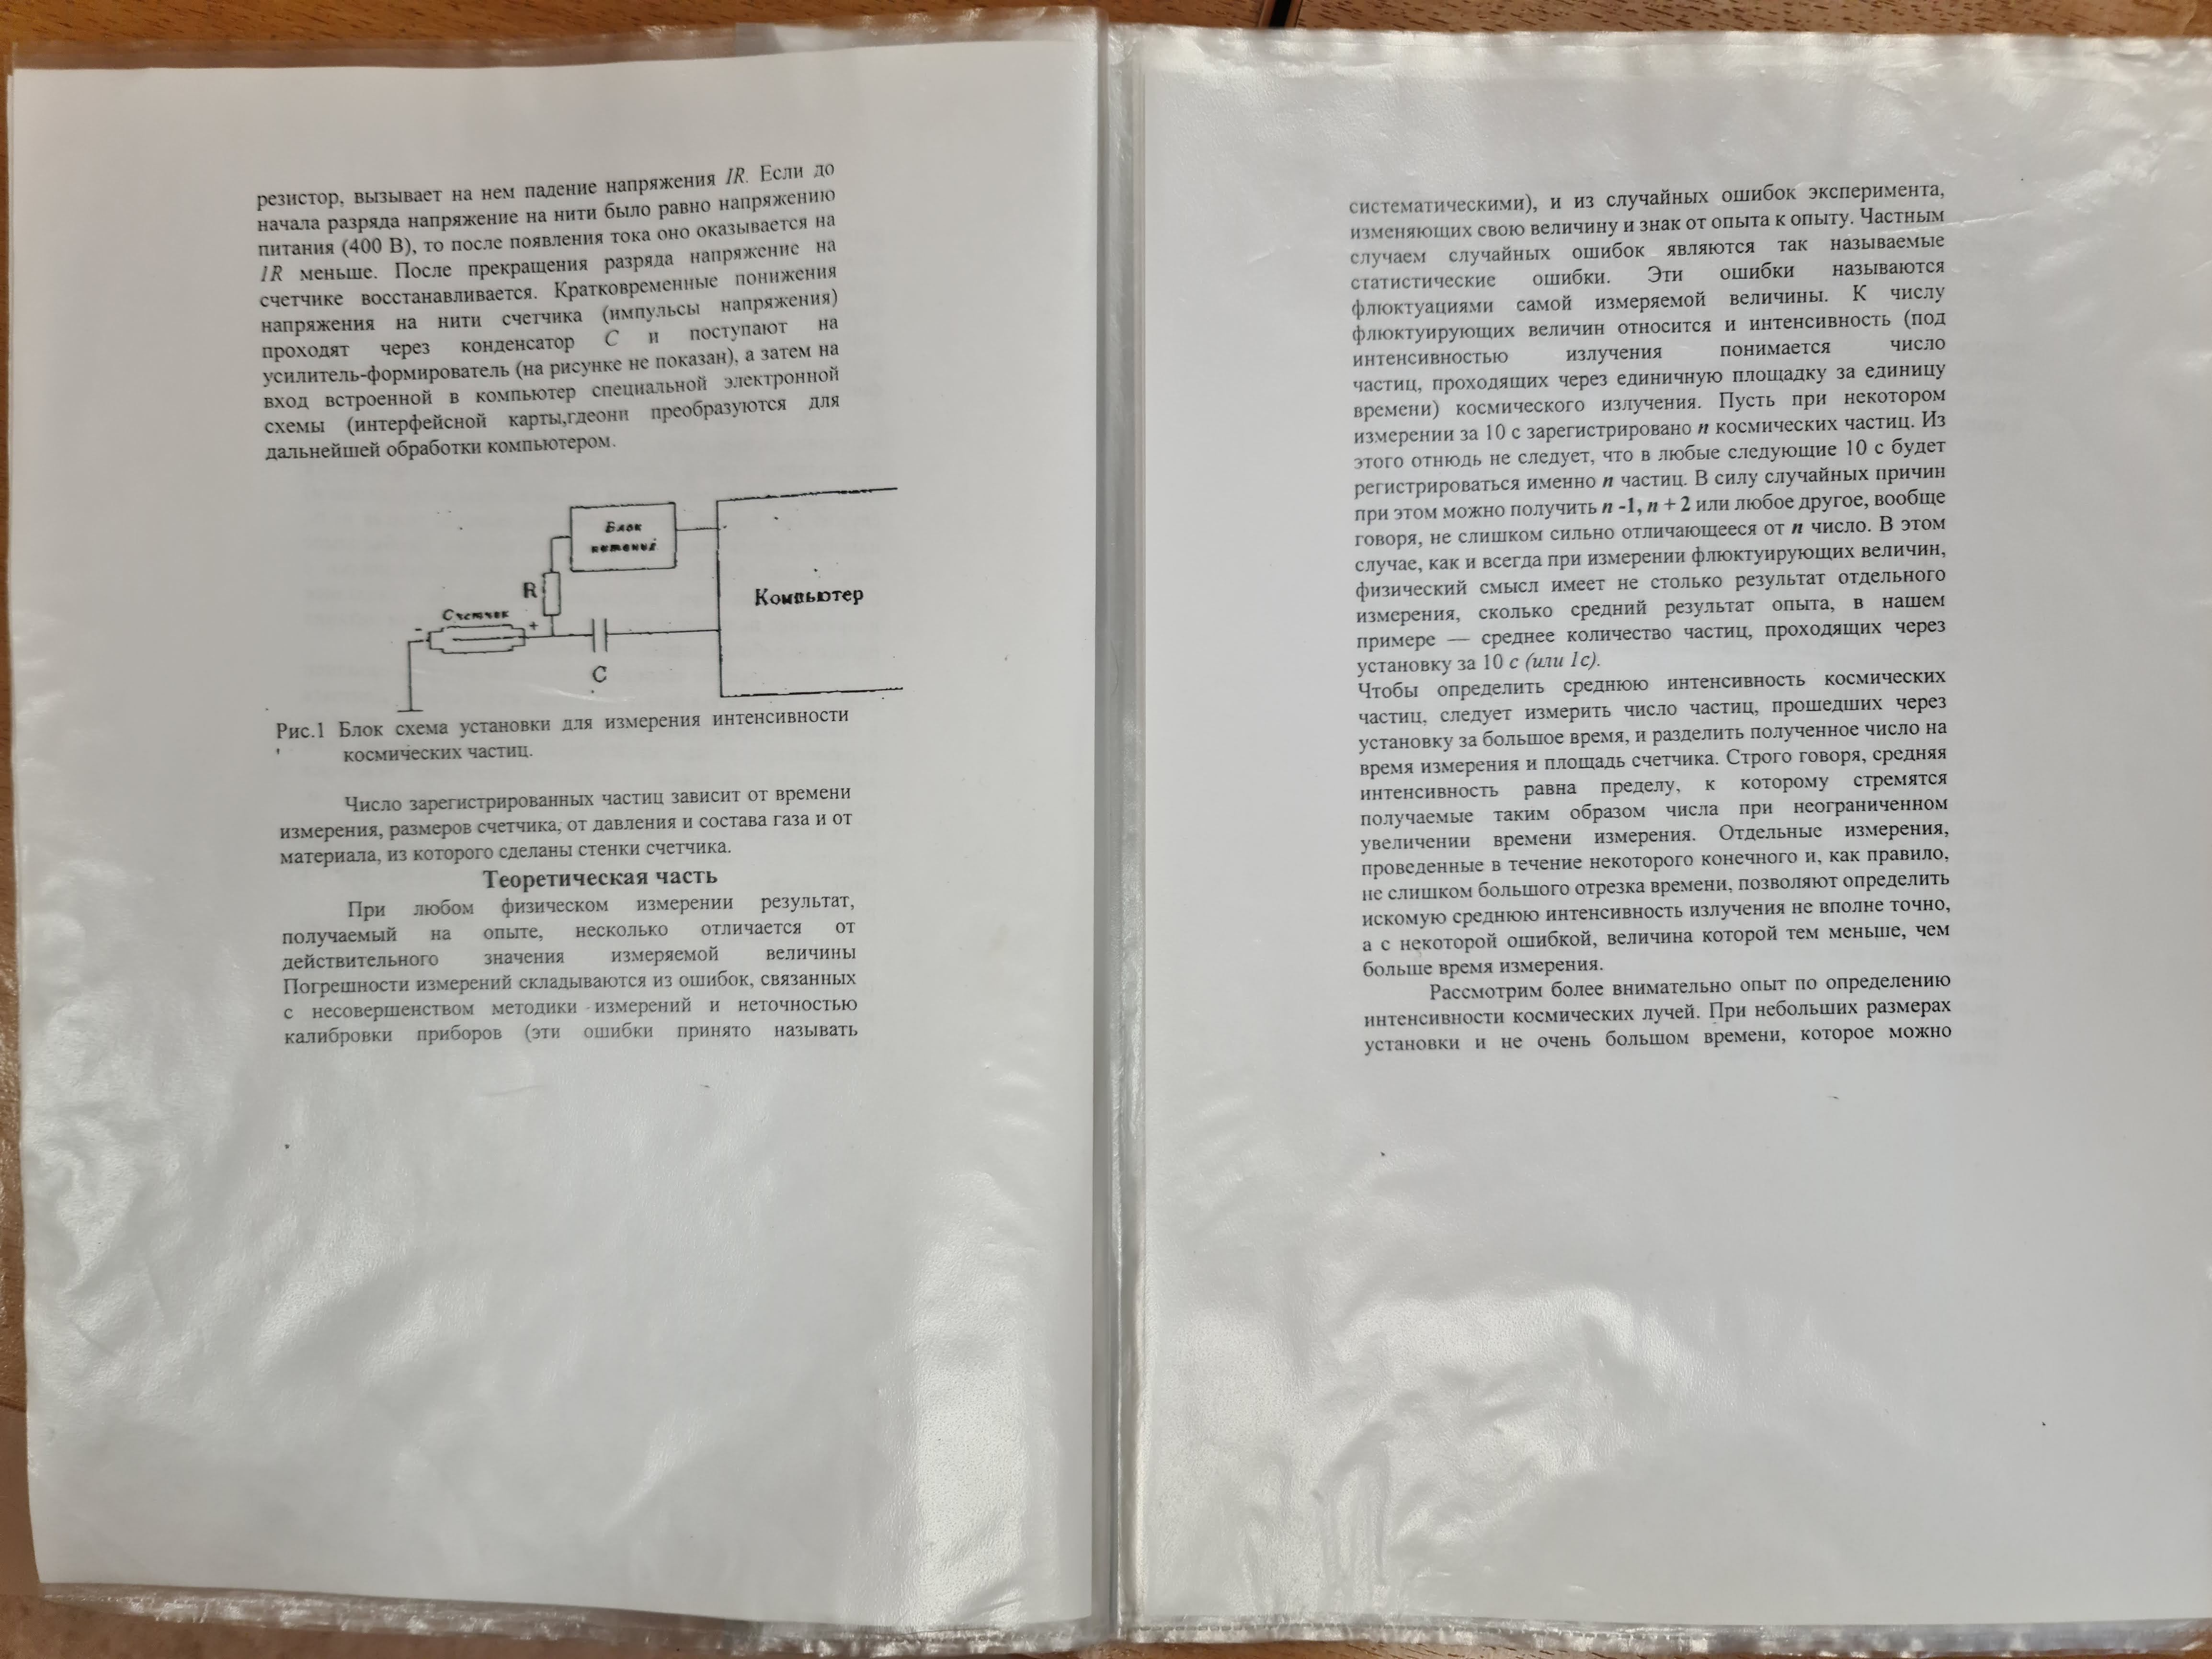 резистор, вызывает на нем падение напряжения IR. Если до
начала разряда напряжение на нити было равно напряжению
питания (400 В), то после появления тока оно оказывается на
IR меньше. После прекращения разряда напряжение на
счетчике восстанавливается. Кратковременные понижения
напряжения на нити счетчика (импульсы напряжения)
проходят через конденсатор С и поступают на
усилитель-формирователь (на рисунке не показан), а затем на
вход встроенной в компьютер специальной электронной
схемы (интерфейсной карты,гдеони преобразуются для
дальнейшей обработки компьютером.
Блок
питания
R
Компьютер
Счетчик
- +
C
Рис.1 Блок схема установки для измерения интенсивности
космических частиц.
Число зарегистрированных частиц зависит от времени
измерения, размеров счетчика, от давления и состава газа и от
материала, из которого сделаны стенки счетчика.
Теоретическая часть
При любом физическом измерении результат,
получаемый на опыте, несколько отличается от
действительного значения измеряемой величины
Погрешности измерений складываются из ошибок, связанных
с несовершенством методики измерений и неточностью
калибровки приборов (эти ошибки принято называть
систематическими), и из случайных ошибок эксперимента,
изменяющих свою величину и знак от опыта к опыту. Частным
случаем случайных ошибок являются так называемые
статистические ошибки. Эти ошибки называются
флюктуациями самой измеряемой величины. К числу
флюктуирующих величин относится и интенсивность (под
интенсивностью излучения понимается число
частиц, проходящих через единичную площадку за единицу
времени) космического излучения. Пусть при некотором
измерении за 10 с зарегистрировано n космических частиц. Из
этого отнюдь не следует, что в любые следующие 10 с будет
регистрироваться именно n частиц. В силу случайных причин
при этом можно получить n -1, n + 2 или любое другое, вообще
говоря, не слишком сильно отличающееся от n число. В этом
случае, как и всегда при измерении флюктуирующих величин,
физический смысл имеет не столько результат отдельного
измерения, сколько средний результат опыта, в нашем
примере — среднее количество частиц, проходящих через
установку за 10 с (или 1с).
Чтобы определить среднюю интенсивность космических
частиц, следует измерить число частиц, прошедших через
установку за большое время, и разделить полученное число на
время измерения и площадь счетчика. Строго говоря, средняя
интенсивность равна пределу, к которому стремятся
получаемые таким образом числа при неограниченном
увеличении времени измерения. Отдельные измерения,
проведенные в течение некоторого конечного и, как правило,
не слишком большого отрезка времени, позволяют определить
искомую среднюю интенсивность излучения не вполне точно,
а с некоторой ошибкой, величина которой тем меньше, чем
больше время измерения.
Рассмотрим более внимательно опыт по определению
интенсивности космических лучей. При небольших размерах
установки и не очень большом времени, которое можно